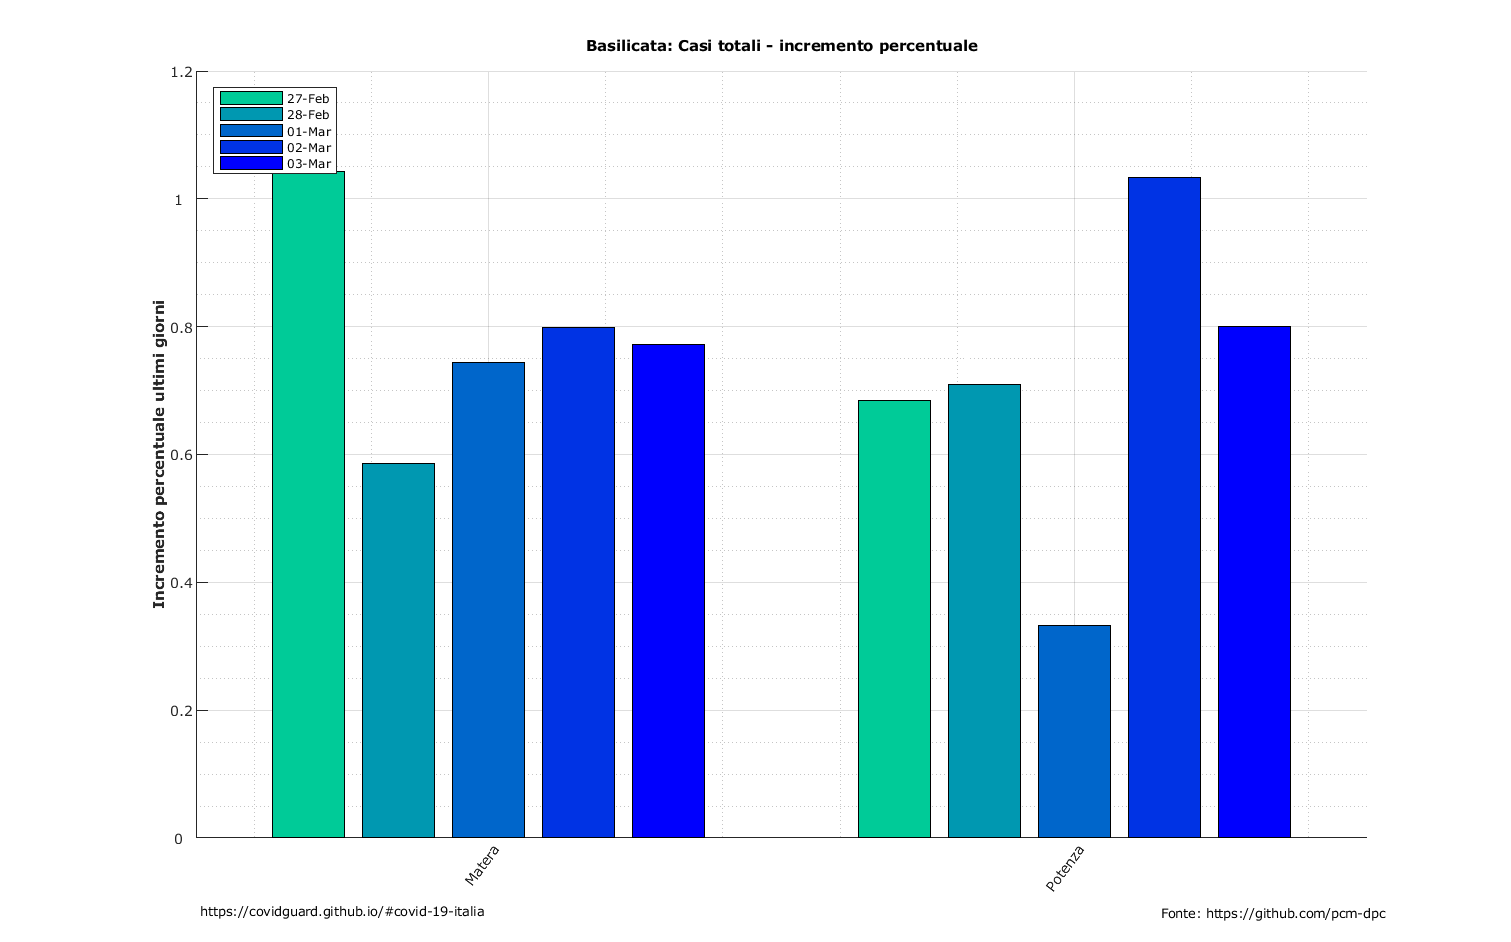 Basilicata: Casi totali - incremento percentuale
1.2
1
0.8
0.6
0.4
0.2
0
27-Feb
28-Feb
01-Mar
02-Mar
03-Mar
Incremento percentuale ultimi giorni
Matera
Potenza
https://covidguard.github.io/#covid-19-italia
Fonte: https://github.com/pcm-dpc